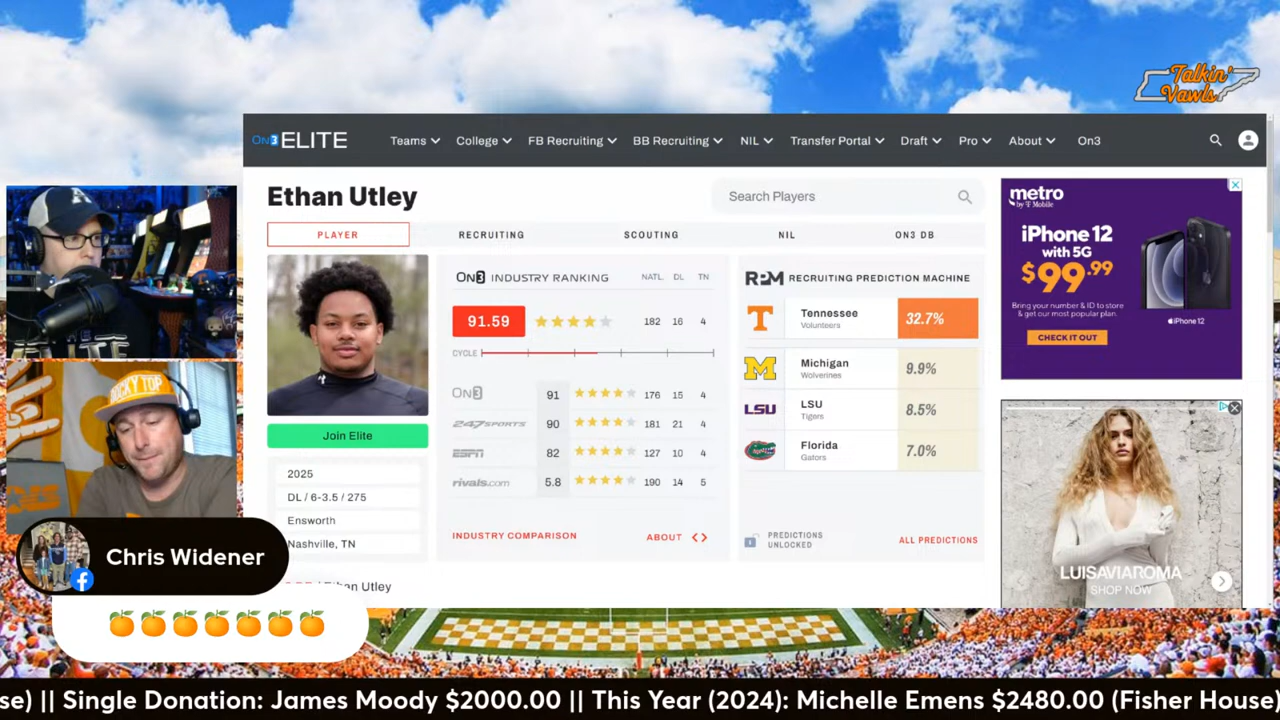 Talkin'
Vawls
ON3 ELITE
Teams College FB Recruiting BB Recruiting NIL Transfer Portal Draft Pro About On3
Ethan Utley
Search Players
PLAYER RECRUITING SCOUTING NIL ON3 DB
ON3 INDUSTRY RANKING NATL. DL TN
91.59 182 16 4
CYCLE
ON3 91 176 15 4
247SPORTS 90 181 21 4
ESPN 82 127 10 4
rivals.com 5.8 190 14 5
INDUSTRY COMPARISON ABOUT
RPM RECRUITING PREDICTION MACHINE
T Tennessee 32.7%
Volunteers
M Michigan 9.9%
Wolverines
LSU LSU 8.5%
Tigers
Florida 7.0%
Gators
PREDICTIONS
UNLOCKED
ALL PREDICTIONS
Join Elite
2025
DL / 6-3.5 / 275
Ensworth
Nashville, TN
/ Ethan Utley
metro
by T Mobile
iPhone 12
with 5G
$99.99
Bring your number & ID to store
& get our most popular plan.
CHECK IT OUT
iPhone 12
LUISAVIAROMA
SHOP NOW
ROCKY TOP
Chris Widener
🍊🍊🍊🍊🍊🍊🍊
se) || Single Donation: James Moody $2000.00 || This Year (2024): Michelle Emens $2480.00 (Fisher House)